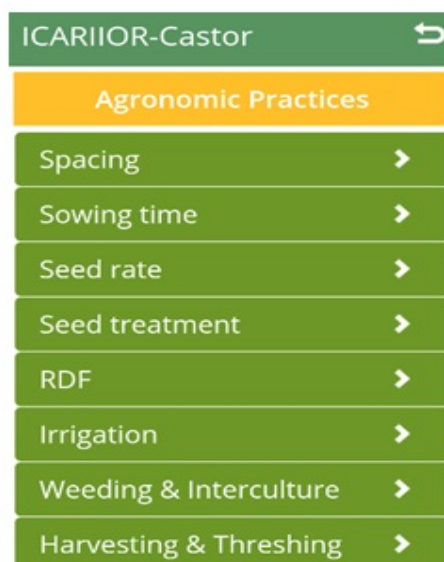 ICARIIOR-Castor
Agronomic Practices
Spacing
Sowing time
Seed rate
Seed treatment
RDF
Irrigation
Weeding & Interculture
Harvesting & Threshing